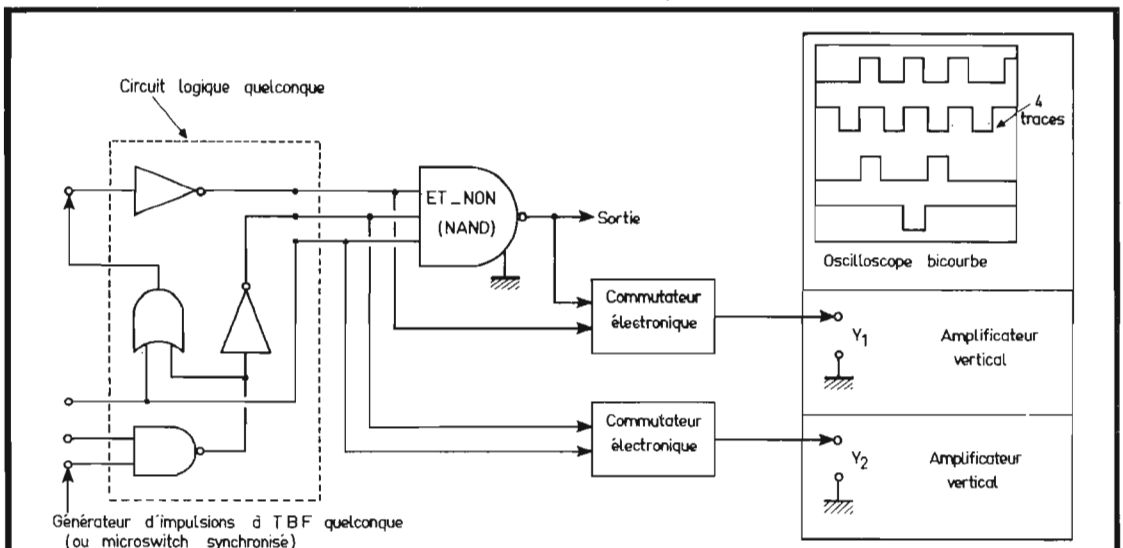 Circuit logique quelconque
ET_NON
(NAND)
Sortie
4
traces
Oscilloscope bicourbe
Commutateur
électronique
Y1
Amplificateur
vertical
Commutateur
électronique
Y2
Amplificateur
vertical
Générateur d'impulsions à TBF quelconque
(ou microswitch synchronisé)